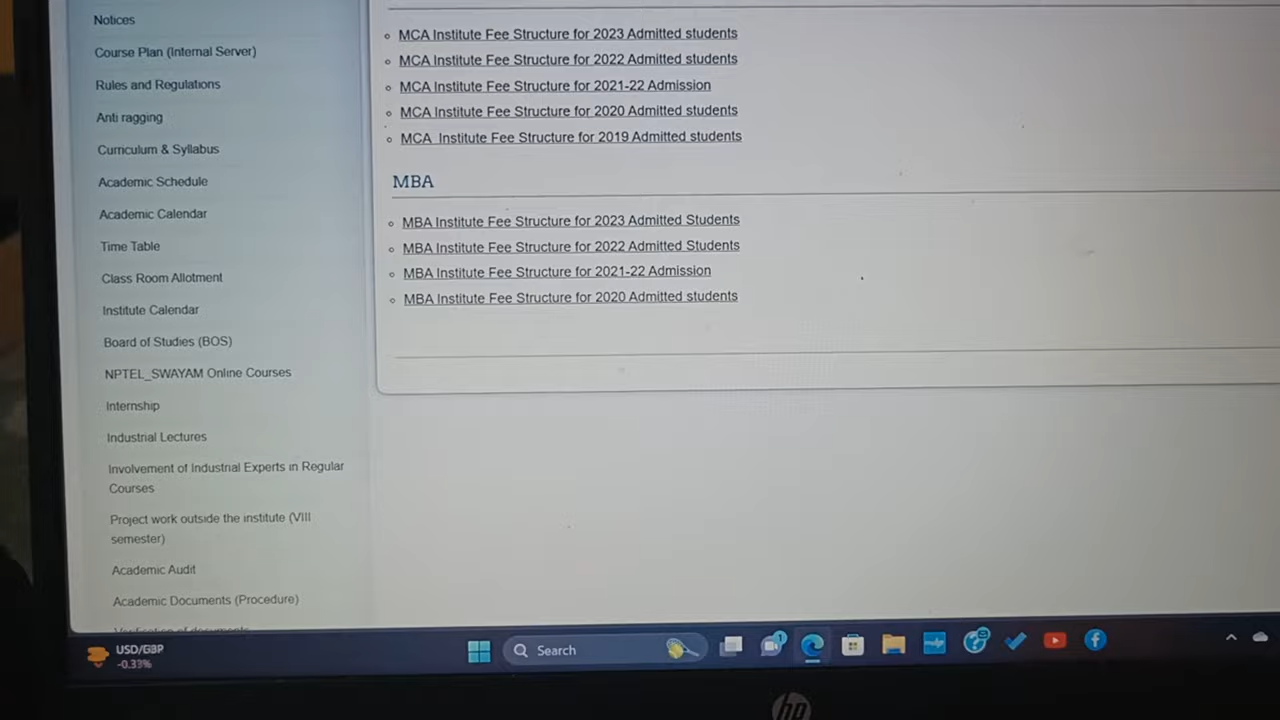 Notices
Course Plan (Internal Server)
Rules and Regulations
Anti ragging
Curriculum & Syllabus
Academic Schedule
Academic Calendar
Time Table
Class Room Allotment
Institute Calendar
Board of Studies (BOS)
NPTEL_SWAYAM Online Courses
Internship
Industrial Lectures
Involvement of Industrial Experts in Regular
Courses
Project work outside the institute (VIII
semester)
Academic Audit
Academic Documents (Procedure)
Verification of documents
MCA Institute Fee Structure for 2023 Admitted students
MCA Institute Fee Structure for 2022 Admitted students
MCA Institute Fee Structure for 2021-22 Admission
MCA Institute Fee Structure for 2020 Admitted students
MCA Institute Fee Structure for 2019 Admitted students
MBA
MBA Institute Fee Structure for 2023 Admitted Students
MBA Institute Fee Structure for 2022 Admitted Students
MBA Institute Fee Structure for 2021-22 Admission
MBA Institute Fee Structure for 2020 Admitted students
USD/GBP
-0.33%
Search
1
hp